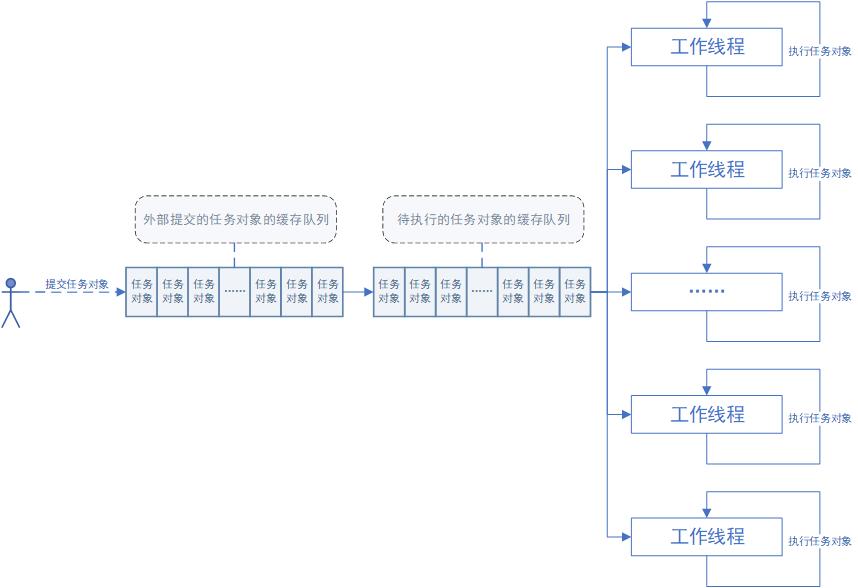 工作线程
执行任务对象
工作线程
执行任务对象
外部提交的任务对象的缓存队列
待执行的任务对象的缓存队列
提交任务对象
任务
对象
任务
对象
任务
对象
······
任务
对象
任务
对象
任务
对象
任务
对象
任务
对象
任务
对象
······
任务
对象
任务
对象
任务
对象
······
执行任务对象
工作线程
执行任务对象
工作线程
执行任务对象